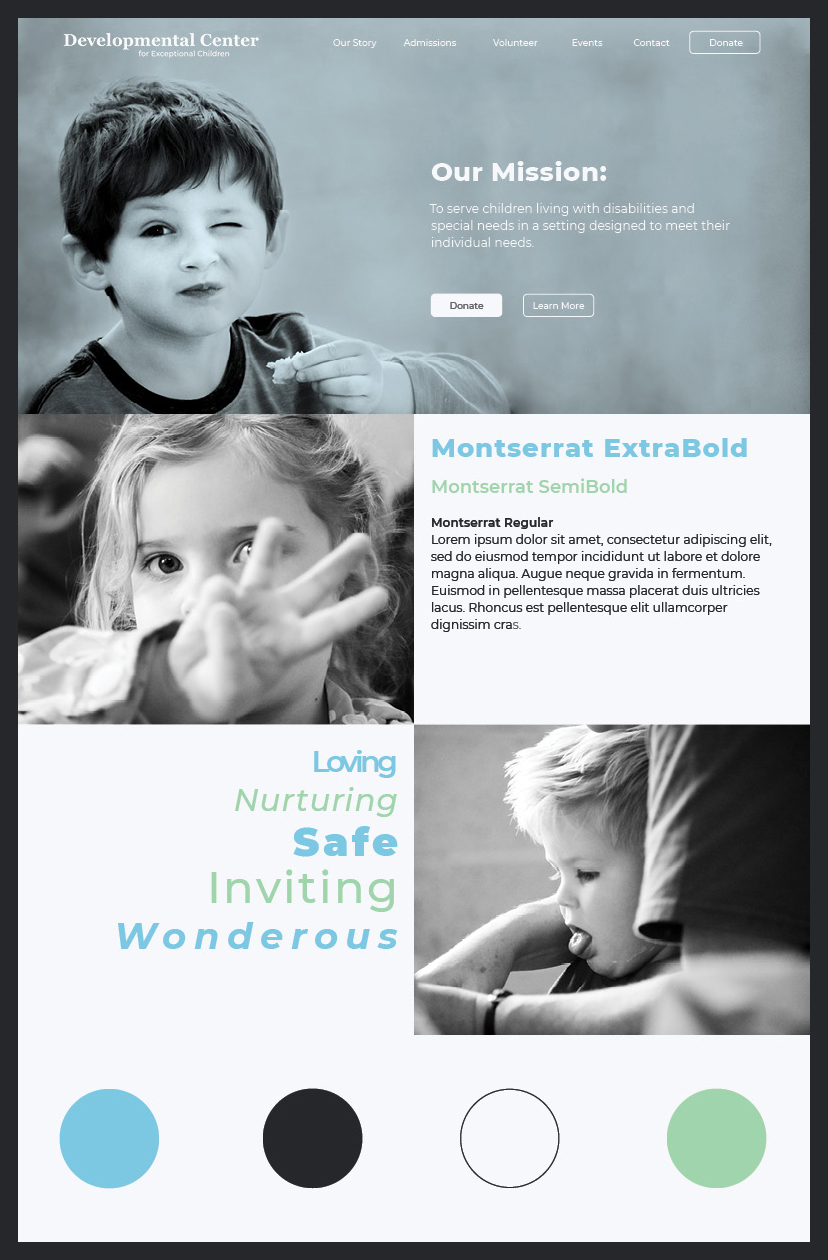 Developmental Center
for Exceptional Children
Our Story Admissions Volunteer Events Contact Donate
Our Mission:
To serve children living with disabilities and
special needs in a setting designed to meet their
individual needs.
Donate Learn More
Montserrat ExtraBold
Montserrat SemiBold
Montserrat Regular
Lorem ipsum dolor sit amet, consectetur adipiscing elit,
sed do eiusmod tempor incididunt ut labore et dolore
magna aliqua. Augue neque gravida in fermentum.
Euismod in pellentesque massa placerat duis ultricies
lacus. Rhoncus est pellentesque elit ullamcorper
dignissim cras.
Loving
Nurturing
Safe
Inviting
Wonderous